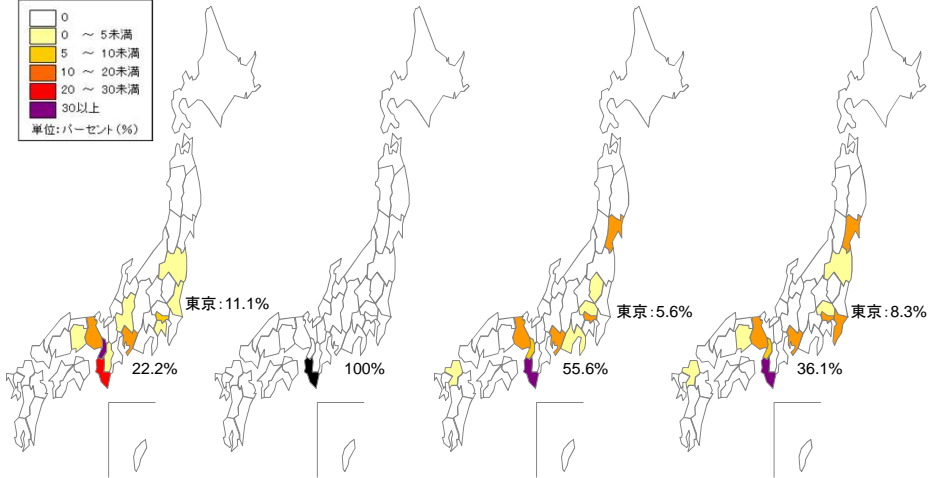 0
0 ～ 5未満
5 ～ 10未満
10 ～ 20未満
20 ～ 30未満
30以上
単位:パーセント(%)
東京:11.1%
22.2%
100%
東京:5.6%
55.6%
東京:8.3%
36.1%